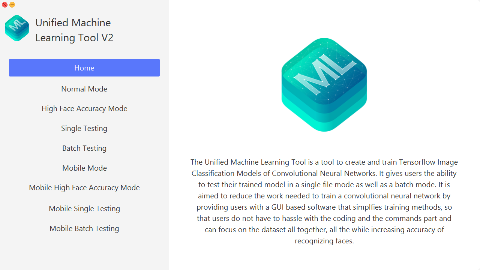 Unified Machine
Learning Tool V2
Home
Normal Mode
High Face Accuracy Mode
Single Testing
Batch Testing
Mobile Mode
Mobile High Face Accuracy Mode
Mobile Single Testing
Mobile Batch Testing
ML
ML
The Unified Machine Learning Tool is a tool to create and train Tensorflow Image
Classification Models of Convolutional Neural Networks. It gives users the ability
to test their trained model in a single file mode as well as a batch mode. It is
aimed to reduce the work needed to train a convolutional neural network by
providing users with a GUI based software that simplifies training methods, so
that users do not have to hassle with the coding and the commands part and
can focus on the dataset all together, all the while increasing accuracy of
recognizing faces.